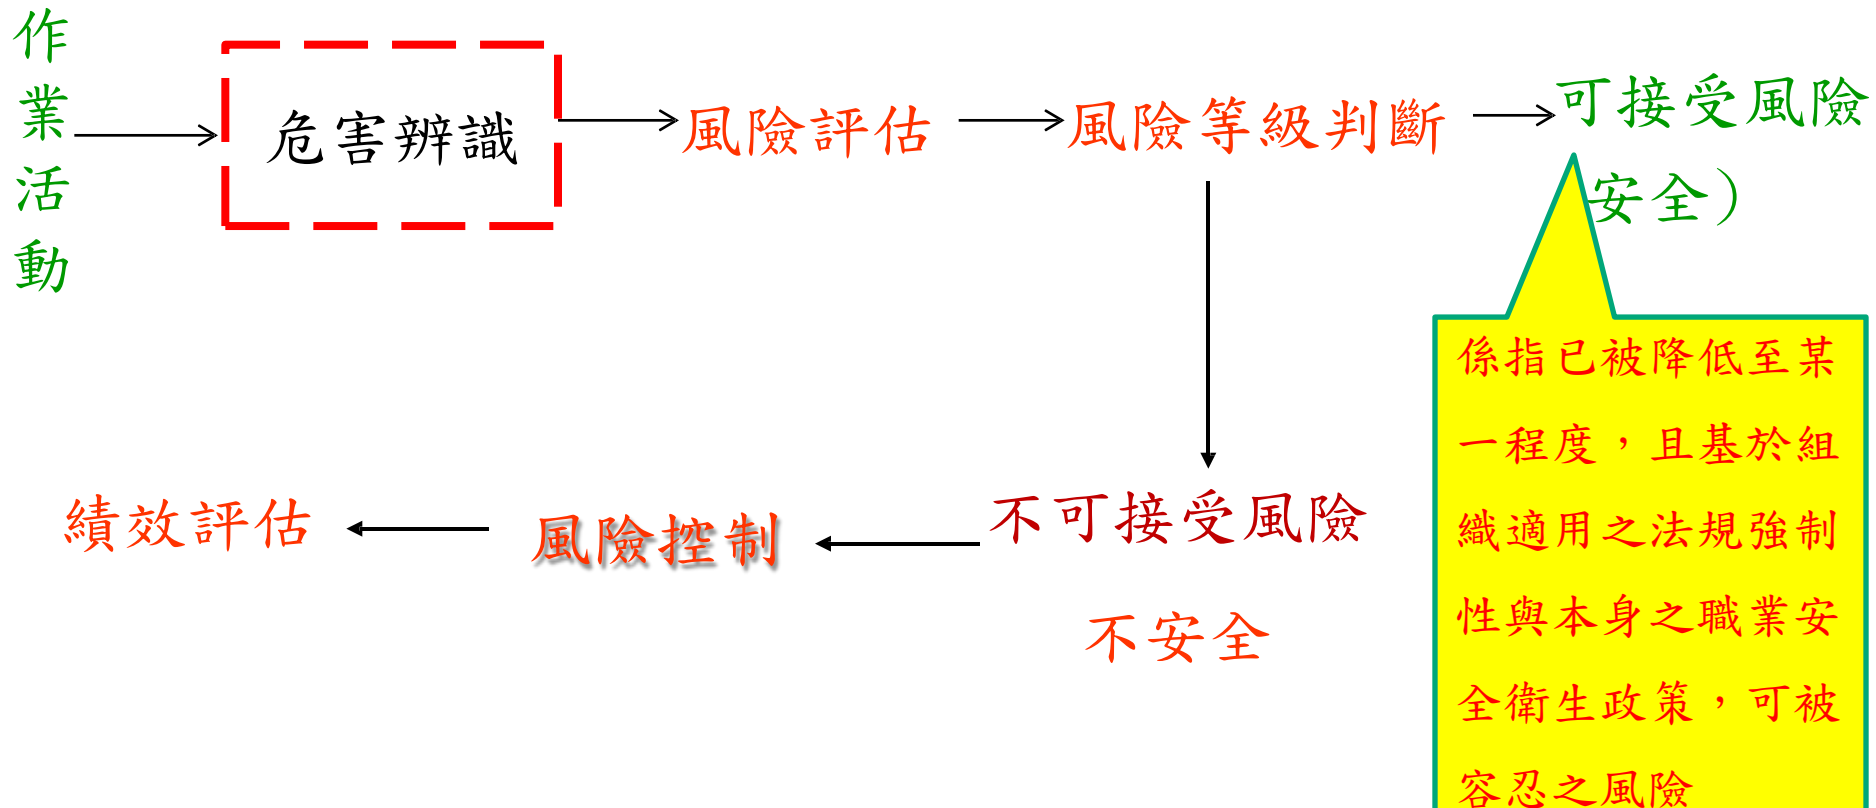 作業活動
危害辨識
風險評估
風險等級判斷
可接受風險
安全）
係指已被降低至某
一程度，且基於組
織適用之法規強制
性與本身之職業安
全衛生政策，可被
容忍之風險
不可接受風險
不安全
風險控制
績效評估